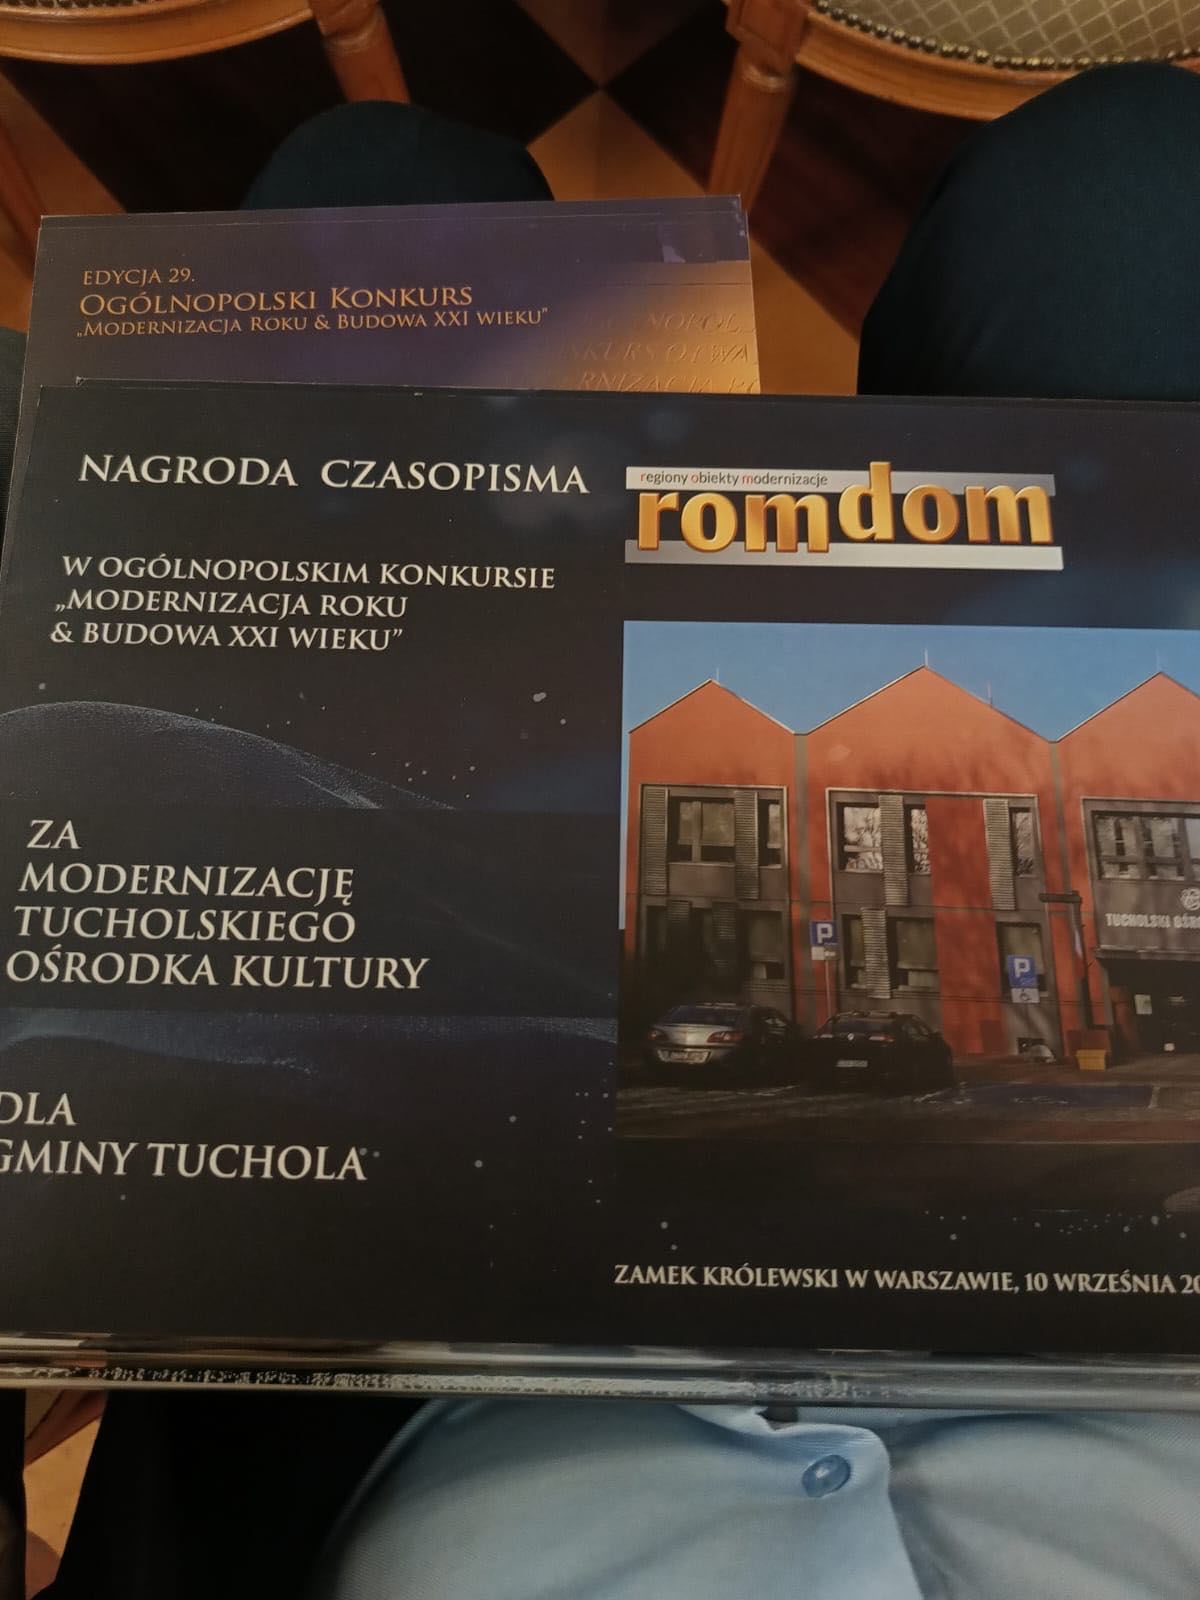 EDYCJA 29.
OGÓLNOPOLSKI KONKURS
„MODERNIZACJA ROKU & BUDOWA XXI WIEKU”
NAGRODA CZASOPISMA
regiony obiekty modernizacje
romdom
W OGÓLNOPOLSKIM KONKURSIE
„MODERNIZACJA ROKU
& BUDOWA XXI WIEKU”
ZA
MODERNIZACJĘ
TUCHOLSKIEGO
OŚRODKA KULTURY
P
P
TUCHOLSKI
DLA
GMINY TUCHOLA
ZAMEK KRÓLEWSKI W WARSZAWIE, 10 WRZEŚNIA 20